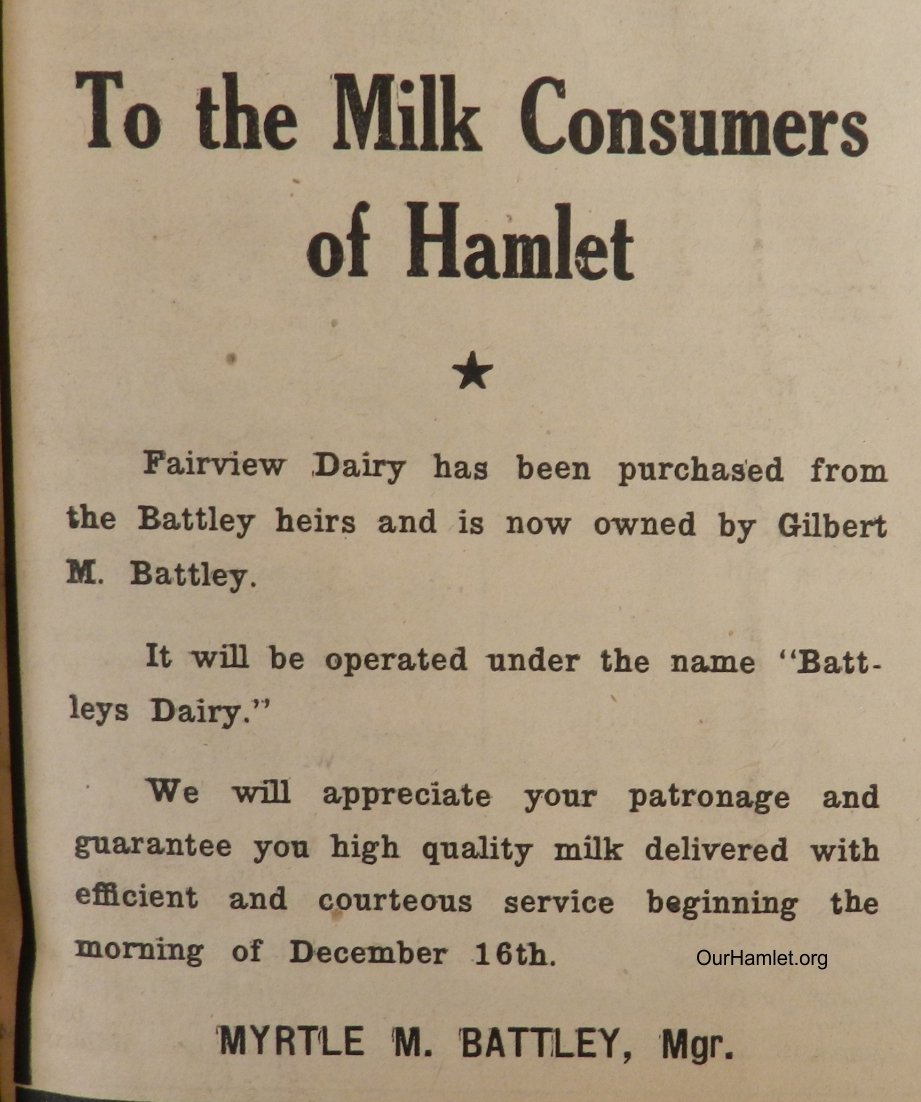 To the Milk Consumers
of Hamlet
Fairview Dairy has been purchased from
the Battley heirs and is now owned by Gilbert
M. Battley.
It will be operated under the name "Batt-
leys Dairy."
We will appreciate your patronage and
guarantee you high quality milk delivered with
efficient and courteous service beginning the
morning of December 16th.
OurHamlet.org
MYRTLE M. BATTLEY, Mgr.